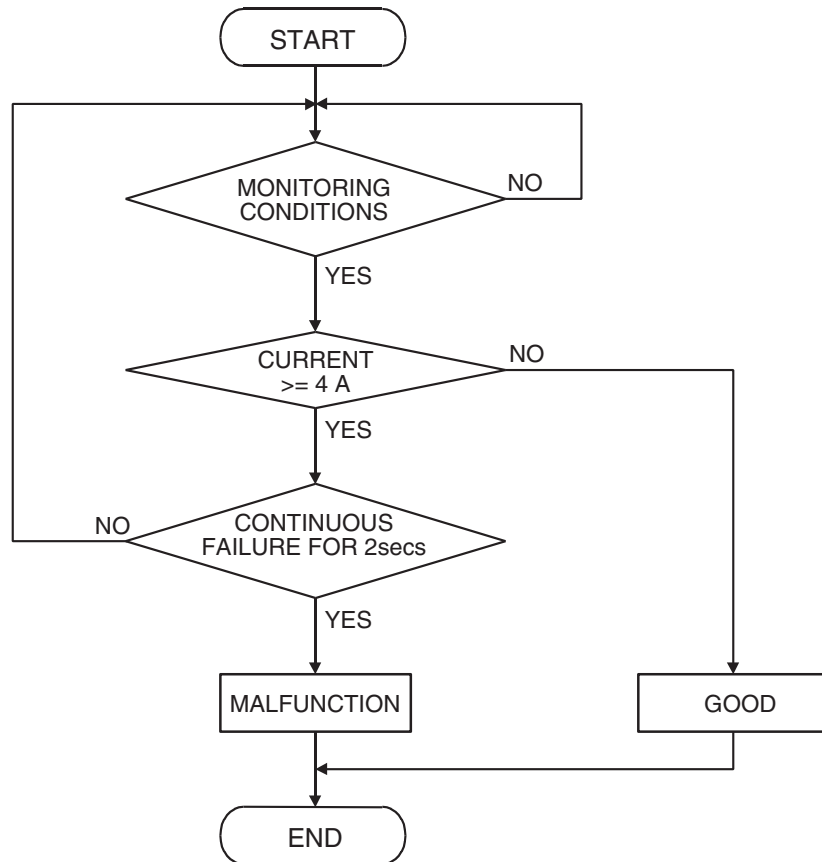 START
MONITORING
CONDITIONS
NO
YES
CURRENT
>= 4 A
NO
YES
CONTINUOUS
FAILURE FOR 2secs
NO
YES
MALFUNCTION
GOOD
END